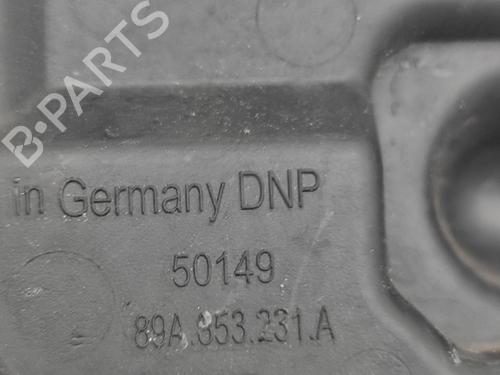 B-PARTS
in Germany DNP
50149
89A.853.231.A